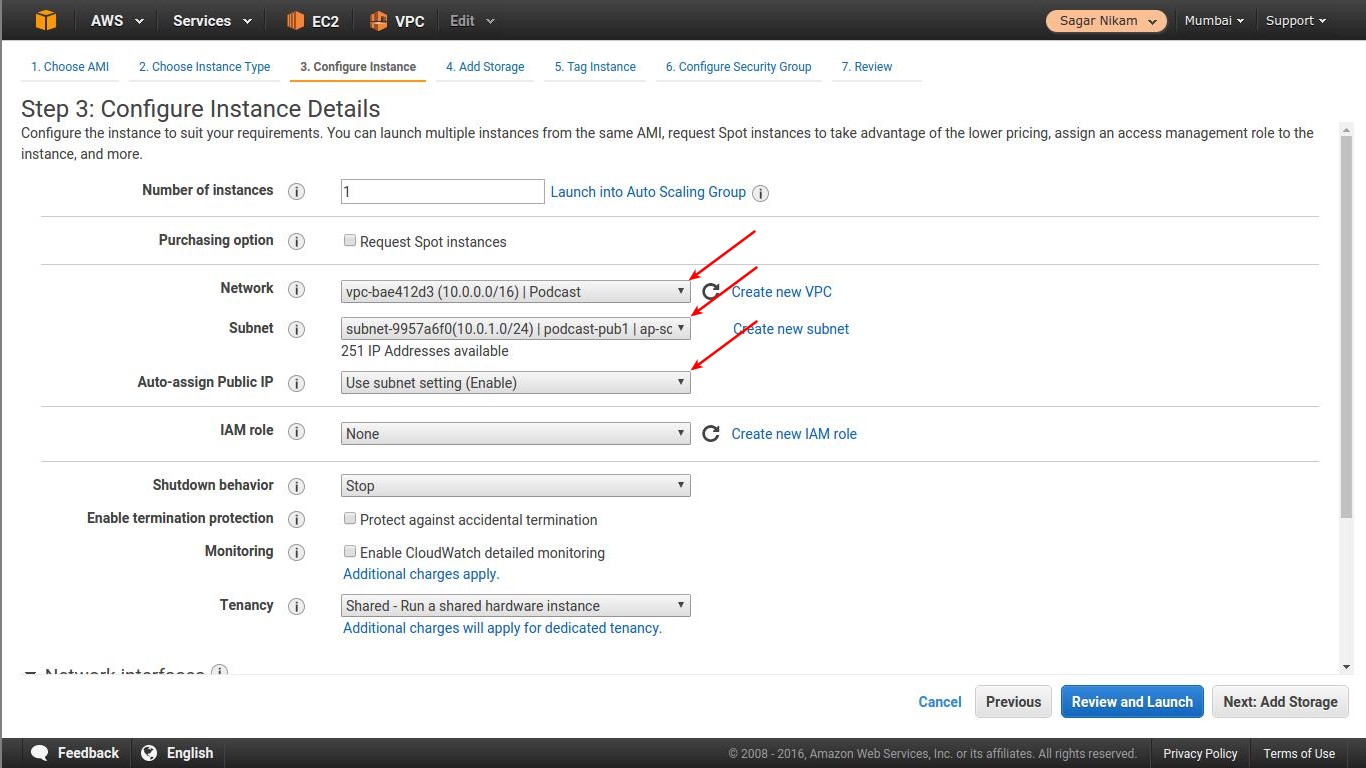 AWS Services EC2 VPC Edit Sagar Nikam Mumbai Support
1. Choose AMI 2. Choose Instance Type 3. Configure Instance 4. Add Storage 5. Tag Instance 6. Configure Security Group 7. Review
Step 3: Configure Instance Details
Configure the instance to suit your requirements. You can launch multiple instances from the same AMI, request Spot instances to take advantage of the lower pricing, assign an access management role to the
instance, and more.
Number of instances i 1 Launch into Auto Scaling Group i
Purchasing option i Request Spot instances
Network i vpc-bae412d3 (10.0.0.0/16) | Podcast Create new VPC
Subnet i subnet-9957a6f0(10.0.1.0/24) | podcast-pub1 | ap-sc Create new subnet
251 IP Addresses available
Auto-assign Public IP i Use subnet setting (Enable)
IAM role i None Create new IAM role
Shutdown behavior i Stop
Enable termination protection i Protect against accidental termination
Monitoring i Enable CloudWatch detailed monitoring
Additional charges apply.
Tenancy i Shared - Run a shared hardware instance
Additional charges will apply for dedicated tenancy.
Network interfaces i
Cancel Previous Review and Launch Next: Add Storage
Feedback English © 2008 - 2016, Amazon Web Services, Inc. or its affiliates. All rights reserved. Privacy Policy Terms of Use